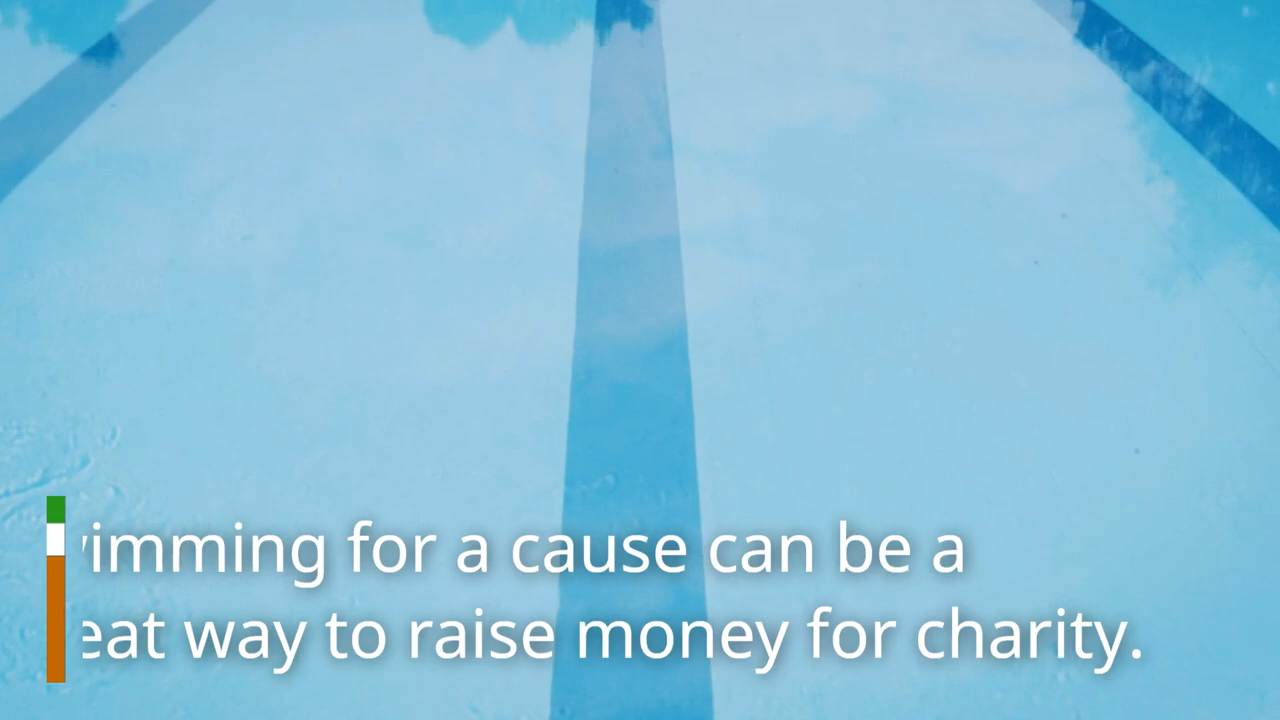 imming for a cause can be a
eat way to raise money for charity.